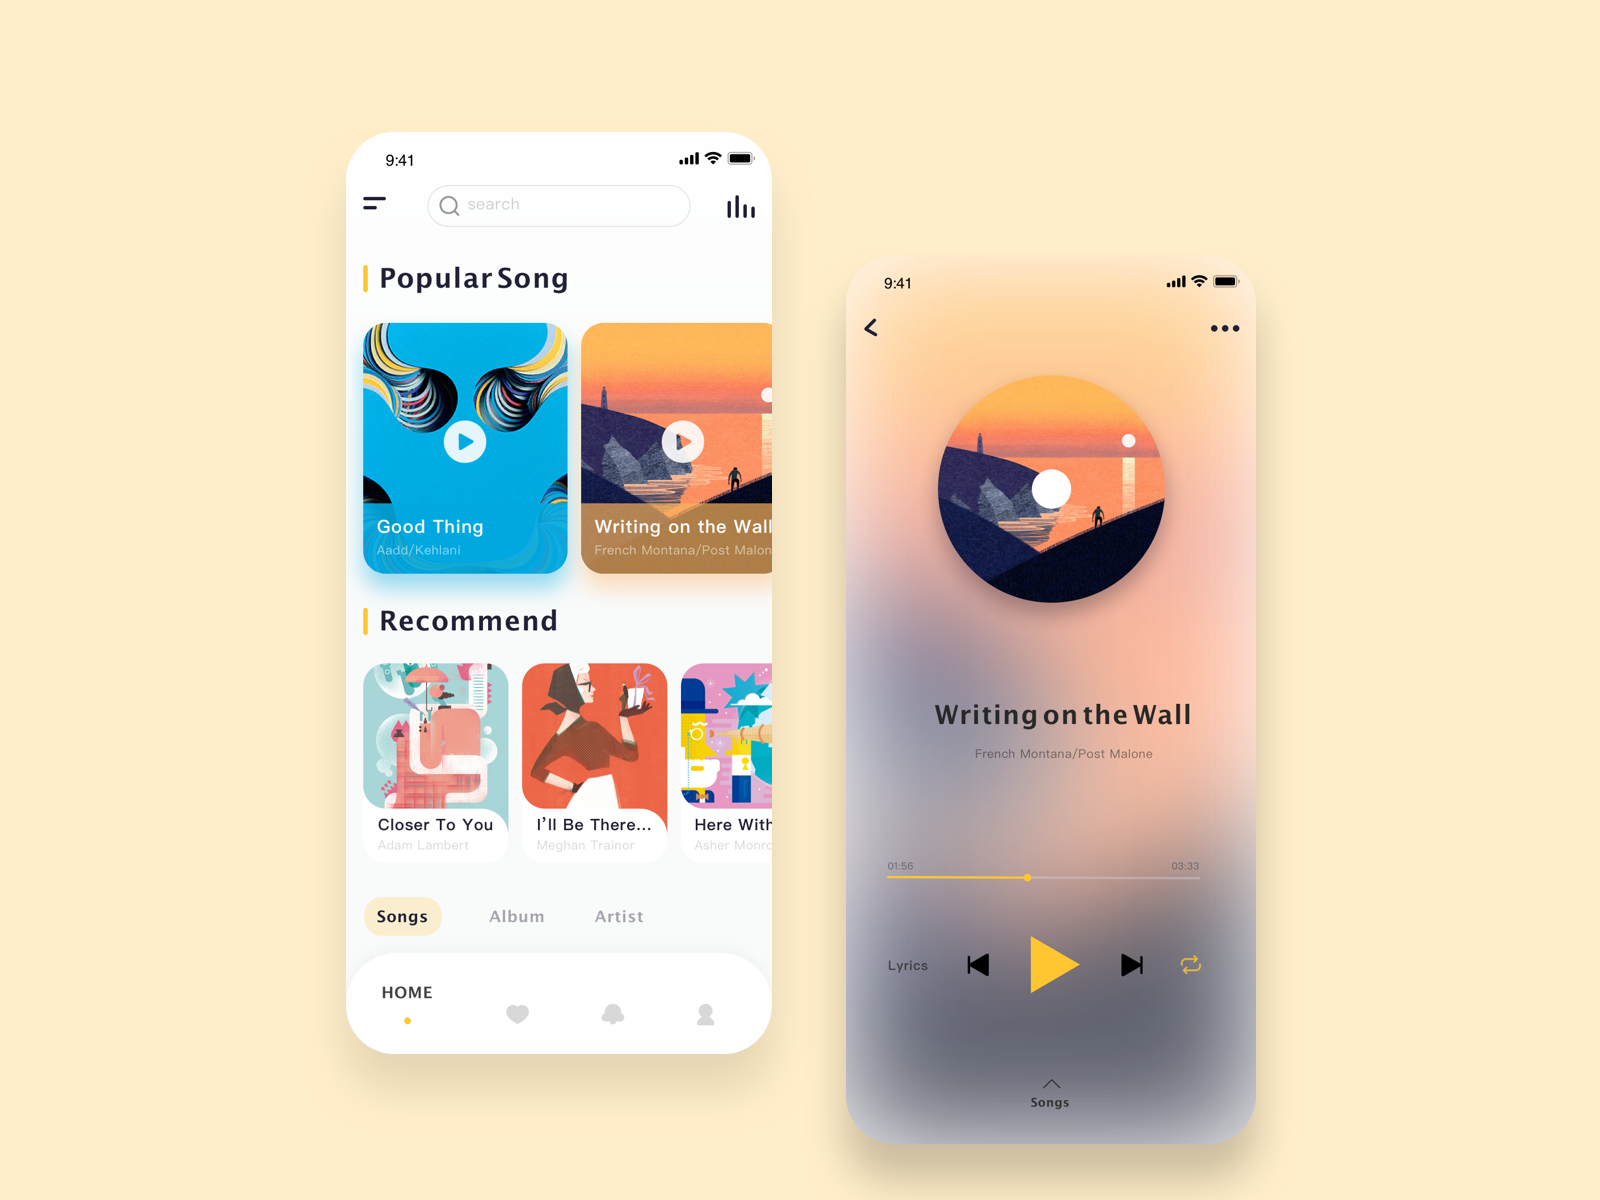 9:41
search
Popular Song
Good Thing
Aadd/Kehlani
Writing on the Wall
French Montana/Post Malon
Recommend
Closer To You
Adam Lambert
I'll Be There...
Meghan Trainor
Here With
Asher Monro
Songs
Album
Artist
HOME
9:41
Writing on the Wall
French Montana/Post Malone
01:56
03:33
Lyrics
Songs